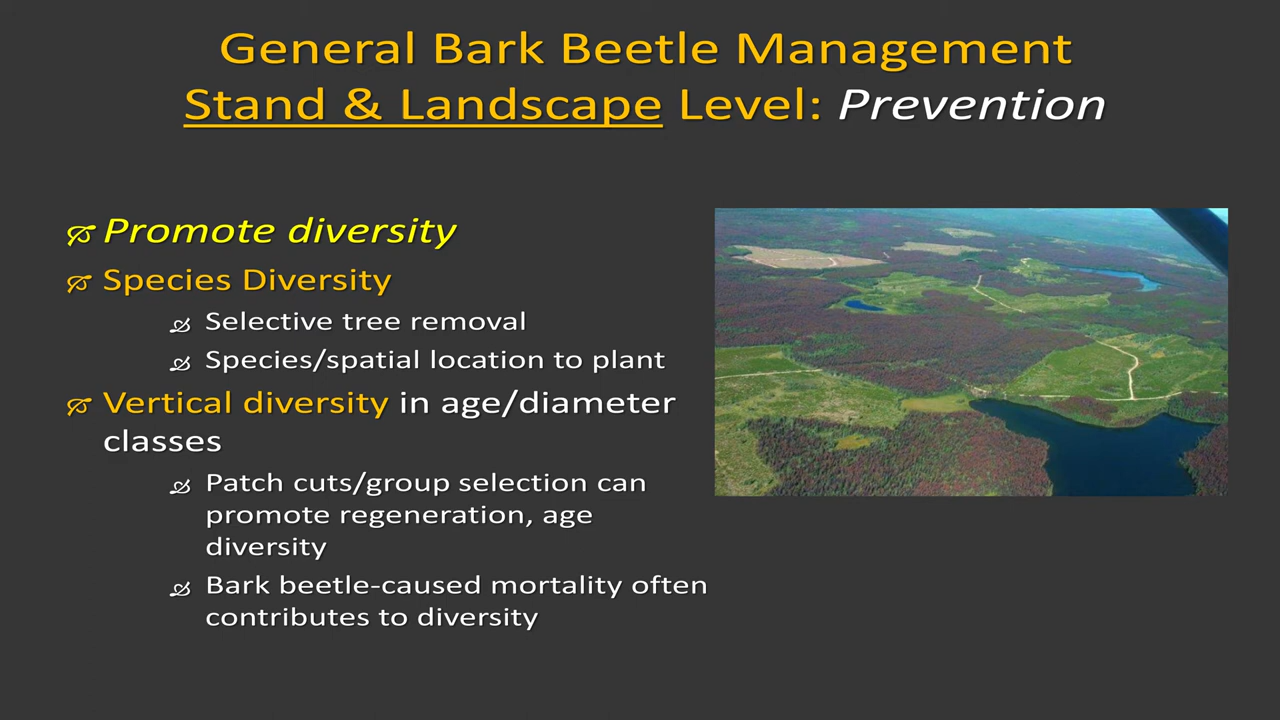 General Bark Beetle Management
Stand & Landscape Level: Prevention
Promote diversity
Species Diversity
Selective tree removal
Species/spatial location to plant
Vertical diversity in age/diameter
classes
Patch cuts/group selection can
promote regeneration, age
diversity
Bark beetle-caused mortality often
contributes to diversity